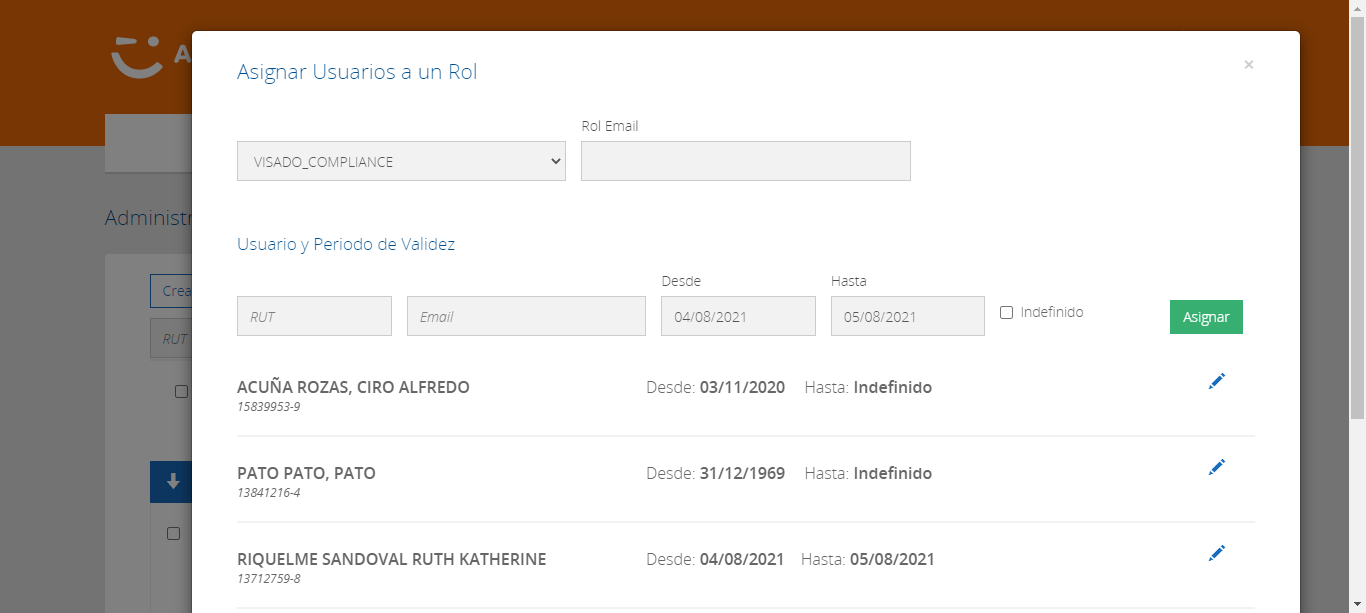 A
Asignar Usuarios a un Rol
×
Rol Email
VISADO_COMPLIANCE
Administr
Usuario y Periodo de Validez
Desde Hasta
Crea
RUT Email 04/08/2021 05/08/2021 Indefinido Asignar
RUT
ACUÑA ROZAS, CIRO ALFREDO Desde: 03/11/2020 Hasta: Indefinido
15839953-9
PATO PATO, PATO Desde: 31/12/1969 Hasta: Indefinido
13841216-4
RIQUELME SANDOVAL RUTH KATHERINE Desde: 04/08/2021 Hasta: 05/08/2021
13712759-8